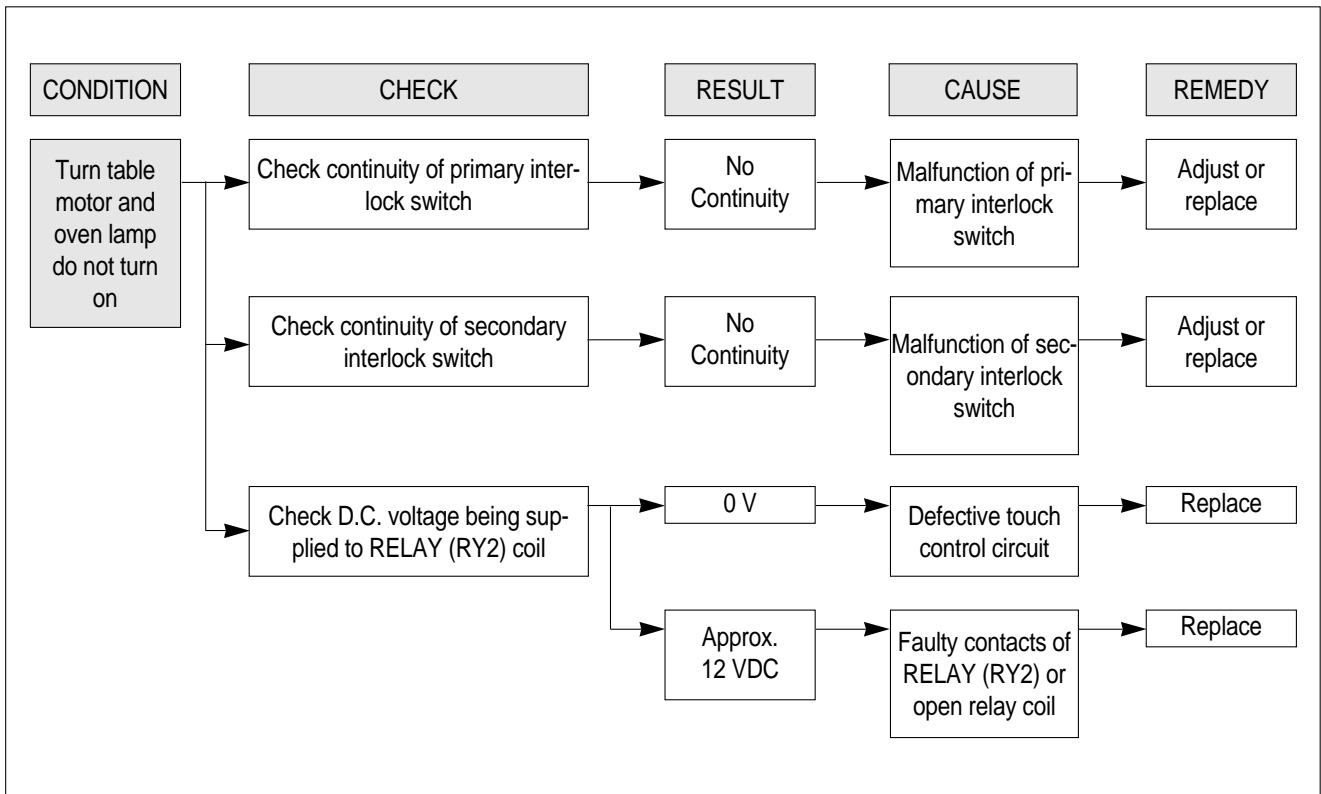 CONDITION
CHECK
RESULT
CAUSE
REMEDY
Turn table
motor and
oven lamp
do not turn
on
Check continuity of primary inter-
lock switch
No
Continuity
Malfunction of pri-
mary interlock
switch
Adjust or
replace
Check continuity of secondary
interlock switch
No
Continuity
Malfunction of sec-
ondary interlock
switch
Adjust or
replace
Check D.C. voltage being sup-
plied to RELAY (RY2) coil
0 V
Defective touch
control circuit
Replace
Approx.
12 VDC
Faulty contacts of
RELAY (RY2) or
open relay coil
Replace